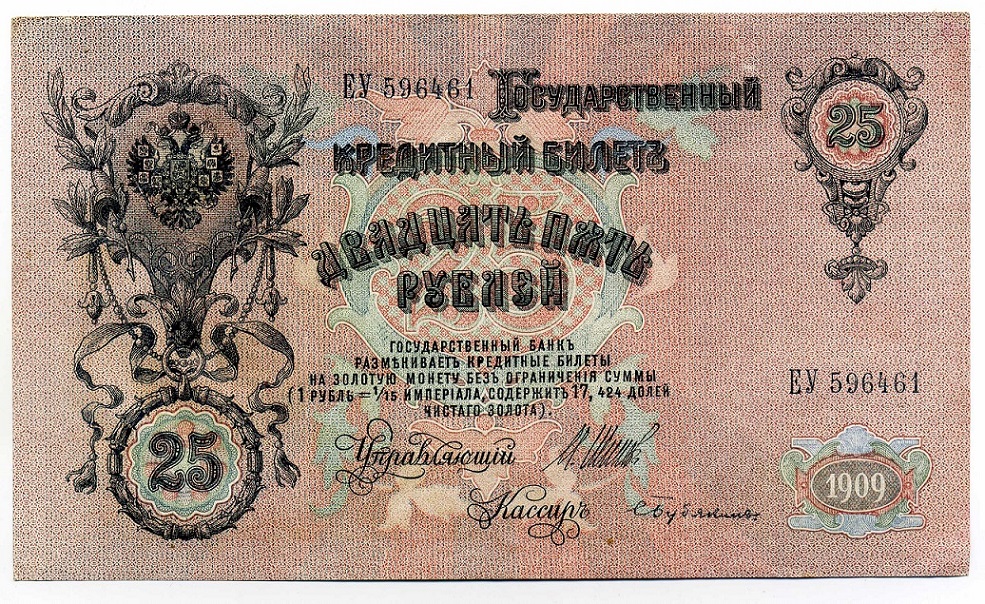 ЕУ 596461
ГОСУДАРСТВЕННЫЙ
КРЕДИТНЫЙ БИЛЕТЪ
25
ДВАДЦАТЬ ПѦТЬ
РУБЛЕЙ
ГОСУДАРСТВЕННЫЙ БАНКЪ
РАЗМѢНИВАЕТЪ КРЕДИТНЫЕ БИЛЕТЫ
НА ЗОЛОТУЮ МОНЕТУ БЕЗЪ ОГРАНИЧЕНІЯ СУММЫ
(1 РУБЛЬ = 1/15 ИМПЕРІАЛА, СОДЕРЖИТЪ 17,424 ДОЛЕЙ
ЧИСТАГО ЗОЛОТА).
ЕУ 596461
25
Управляющій
Кассиръ
1909